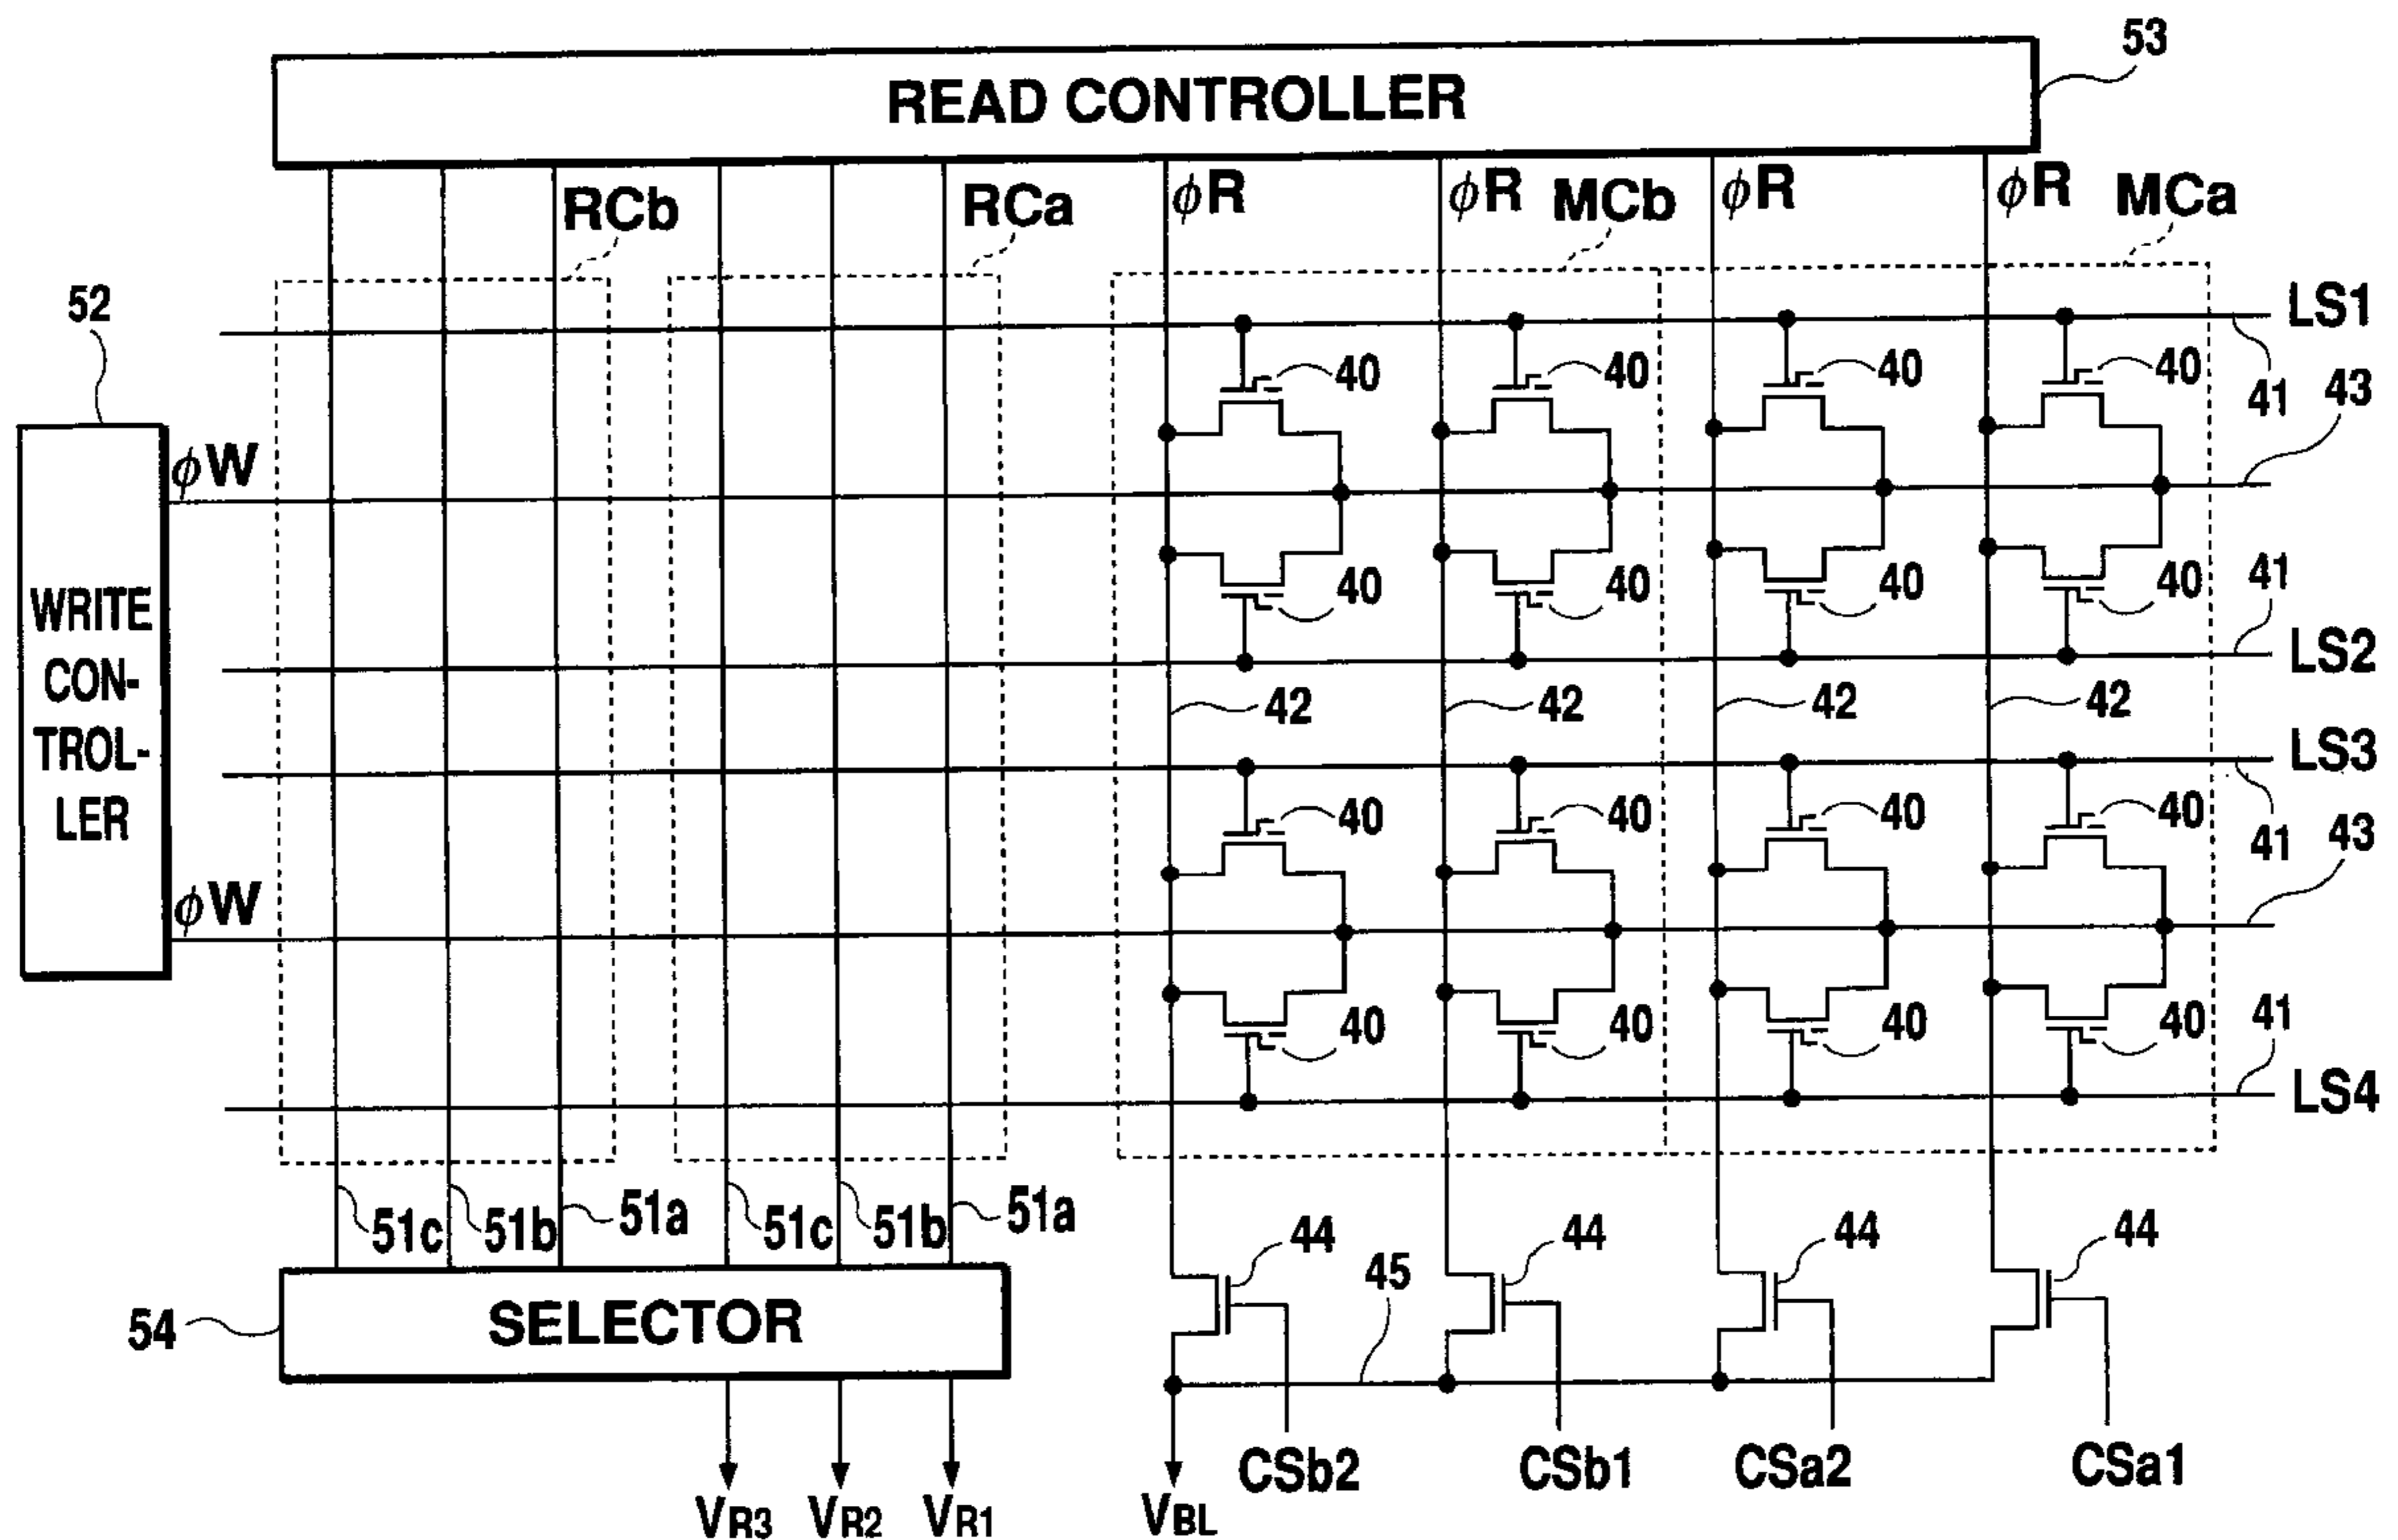 53
READ CONTROLLER
RCb RCa φR φR MCb φR φR MCa
52
LS1
40 40 40 40
41 43
φW
40 40 40 40 41
WRITE
CON-
TROL-
LER
LS2
42 42 42 42
LS3
40 40 40 40
41 43
φW
40 40 40 40 41
LS4
51c 51b 51a 51c 51b 51a
44 44 44 44
45
54 SELECTOR
CSb2 CSb1 CSa2 CSa1
VR3 VR2 VR1 VBL